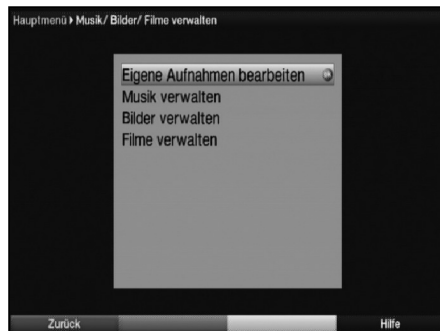 Hauptmenü ▸ Musik/ Bilder/ Filme verwalten
Eigene Aufnahmen bearbeiten
Musik verwalten
Bilder verwalten
Filme verwalten
Zurück Hilfe